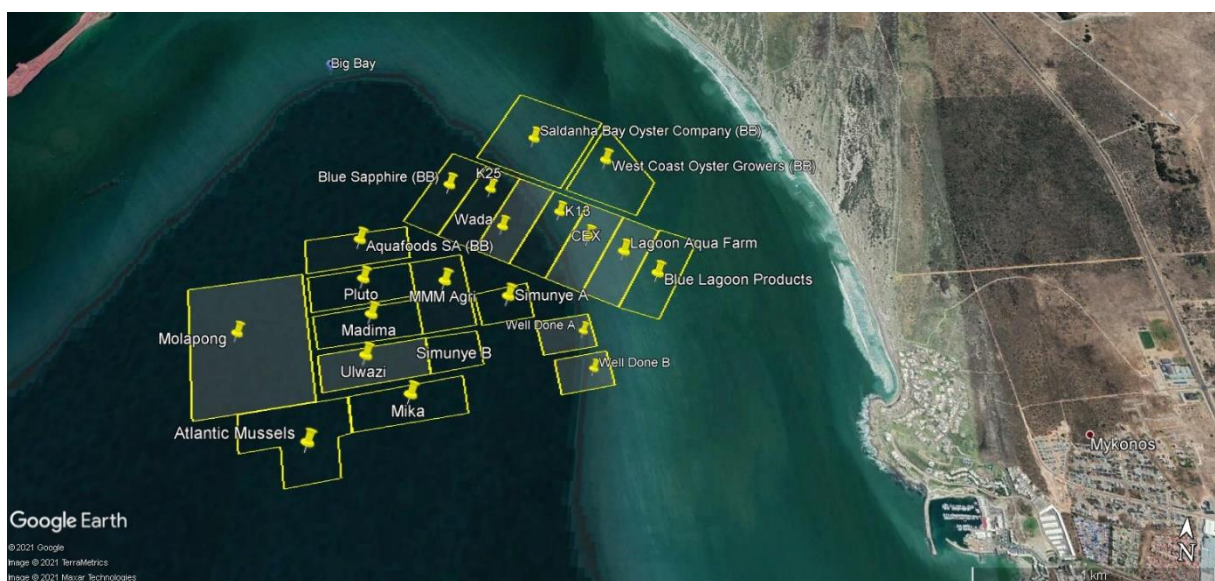 Big Bay
Saldanha Bay Oyster Company (BB)
West Coast Oyster Growers (BB)
Blue Sapphire (BB)
K25
Wada
K13
CEX
Lagoon Aqua Farm
Blue Lagoon Products
Aquafoods SA (BB)
Pluto
MMM Agri
Simunye A
Madima
Molapong
Well Done A
Simunye B
Ulwazi
Well Done B
Mika
Atlantic Mussels
Mykonos
Google Earth
© 2021 Google
Image © 2021 TerraMetrics
Image © 2021 Maxar Technologies
N
1 km